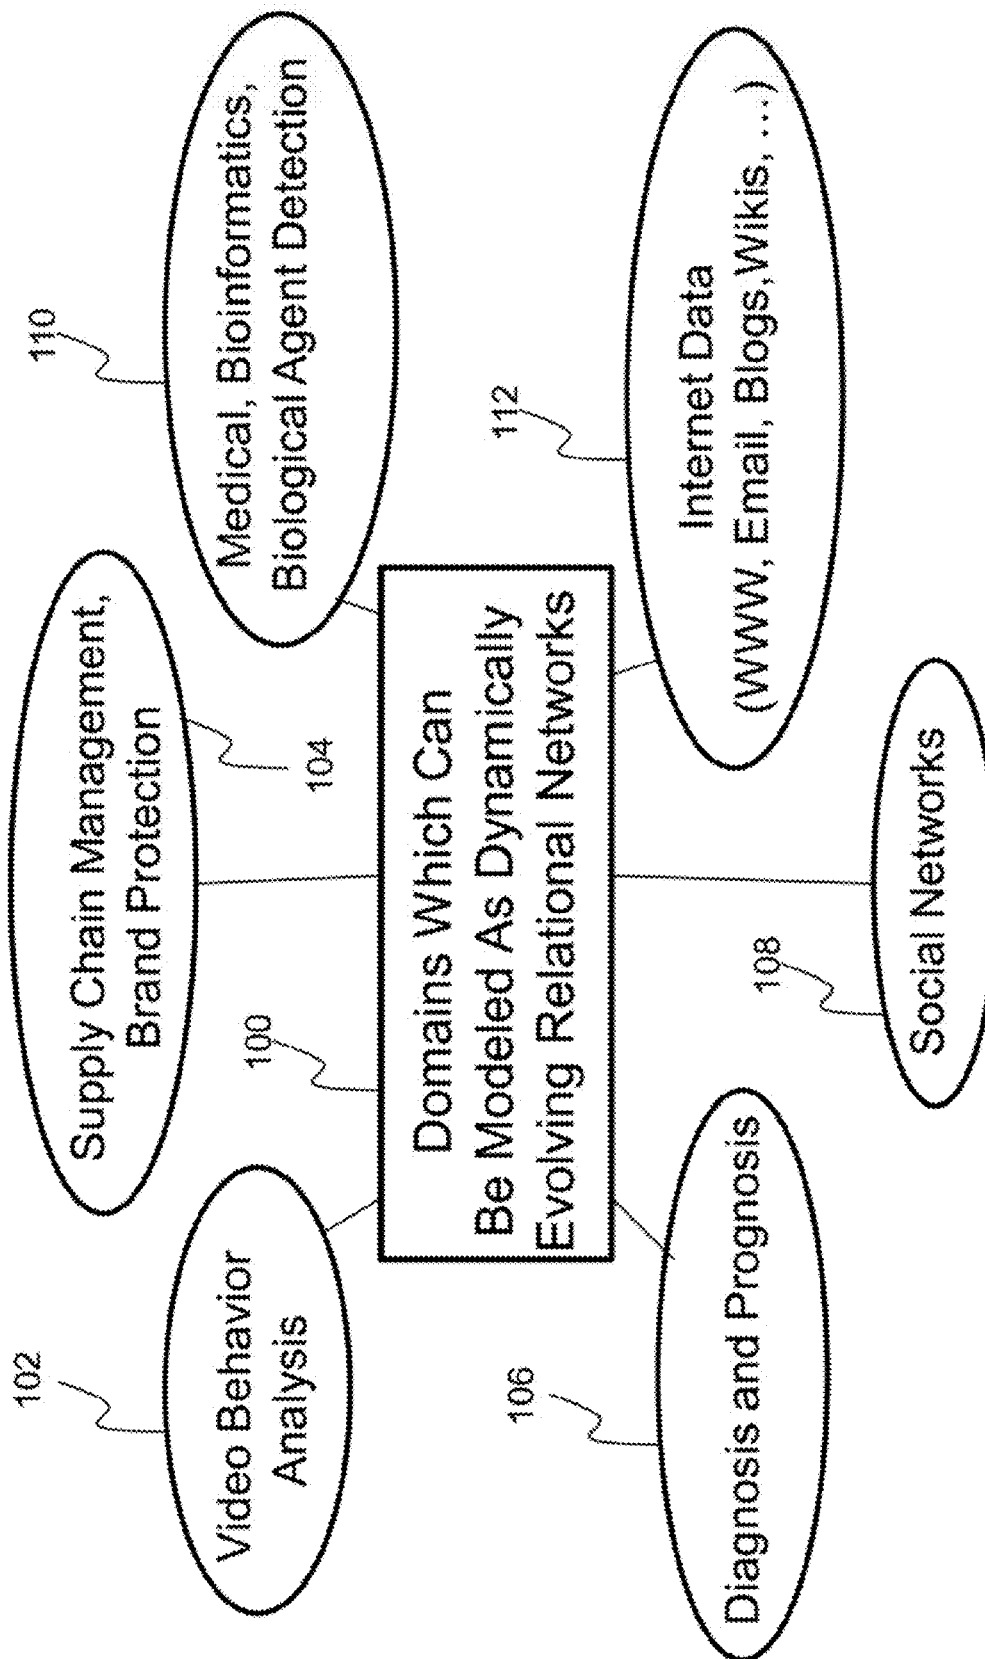 102
Video Behavior
Analysis
104
Supply Chain Management,
Brand Protection
110
Medical, Bioinformatics,
Biological Agent Detection
100
Domains Which Can
Be Modeled As Dynamically
Evolving Relational Networks
106
Diagnosis and Prognosis
108
Social Networks
112
Internet Data
(WWW, Email, Blogs,Wikis, …)